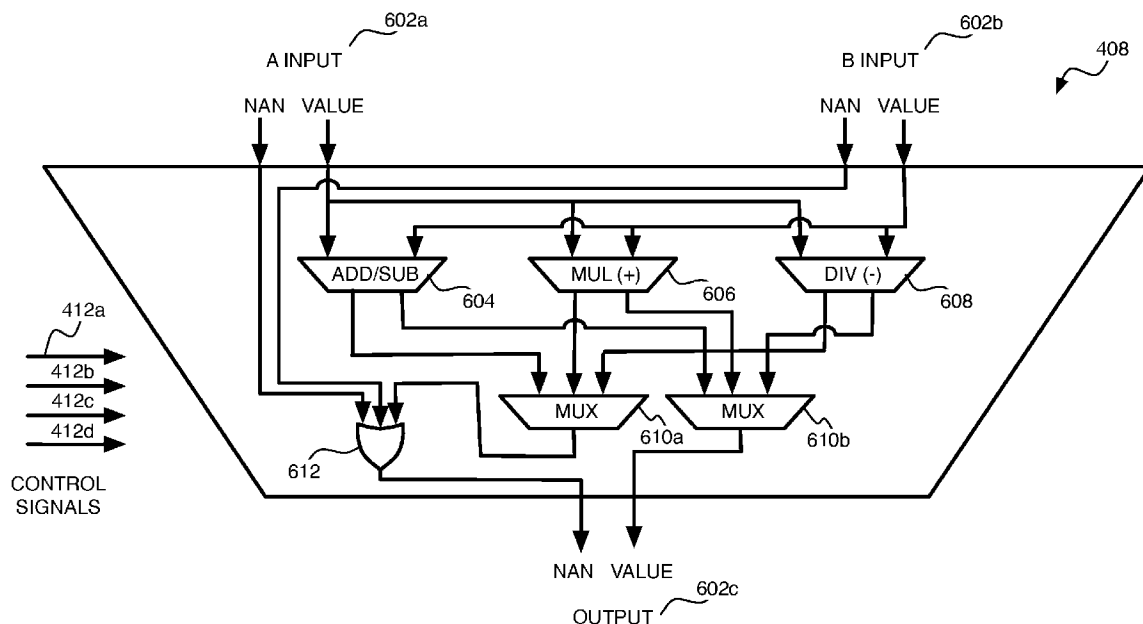 602a
602b
A INPUT
B INPUT
408
NAN VALUE
NAN VALUE
ADD/SUB
MUL (+)
DIV (-)
604
606
608
412a
412b
412c
412d
MUX
MUX
610a
610b
612
CONTROL
SIGNALS
NAN VALUE
602c
OUTPUT